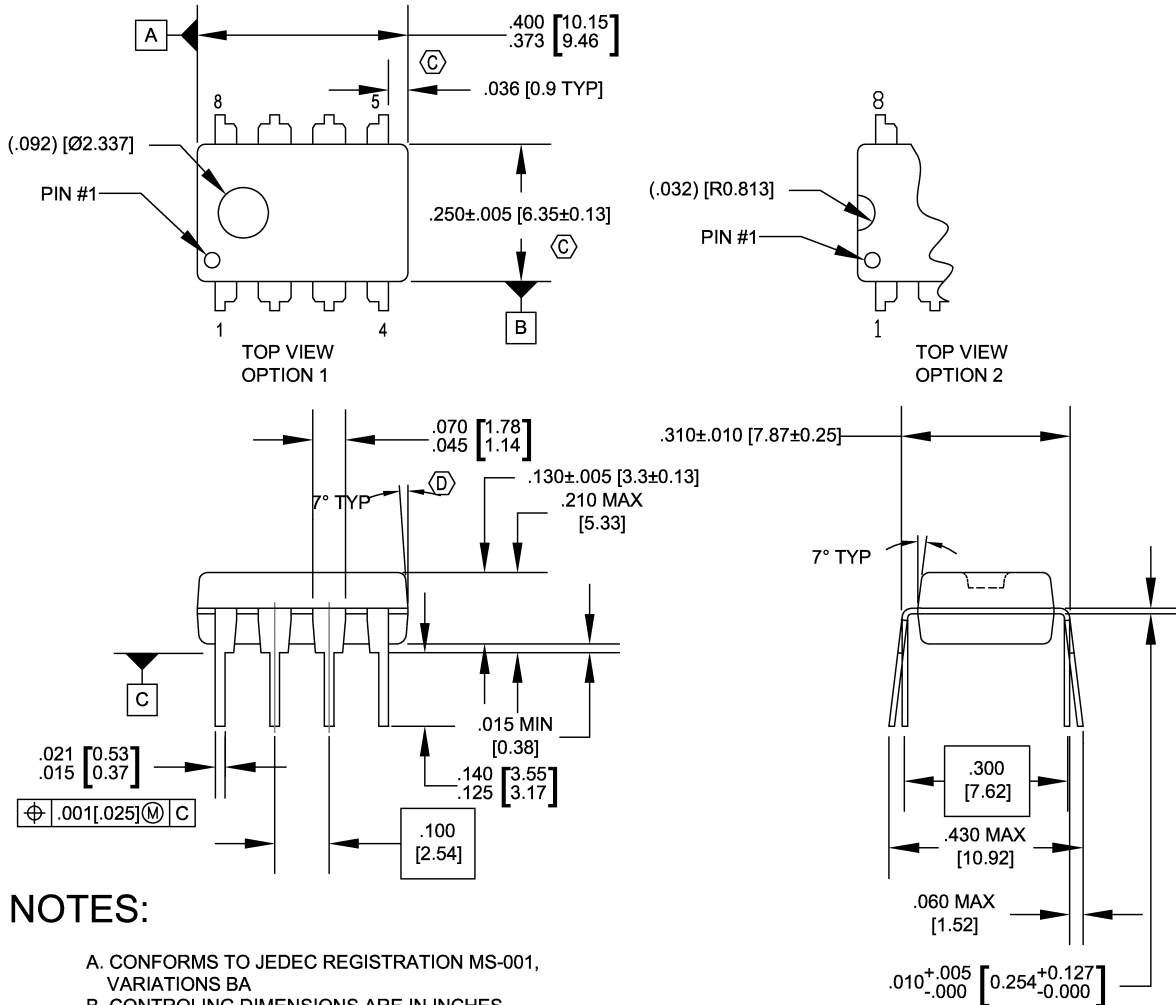 A
.400 [10.15]
.373 [9.46]
C
.036 [0.9 TYP]
8
5
(.092) [Ø2.337]
PIN #1
.250±.005 [6.35±0.13]
C
1
4
B
TOP VIEW
OPTION 1
8
(.032) [R0.813]
PIN #1
1
TOP VIEW
OPTION 2
.070 [1.78]
.045 [1.14]
7° TYP
D
.130±.005 [3.3±0.13]
.210 MAX
[5.33]
C
.015 MIN
[0.38]
.021 [0.53]
.015 [0.37]
⌖ .001[.025]Ⓜ C
.140 [3.55]
.125 [3.17]
.100
[2.54]
.310±.010 [7.87±0.25]
7° TYP
.300
[7.62]
.430 MAX
[10.92]
.060 MAX
[1.52]
.010+.005-.000 [0.254+0.127-0.000]
NOTES:
A. CONFORMS TO JEDEC REGISTRATION MS-001,
VARIATIONS BA
B. CONTROLING DIMENSIONS ARE IN INCHES